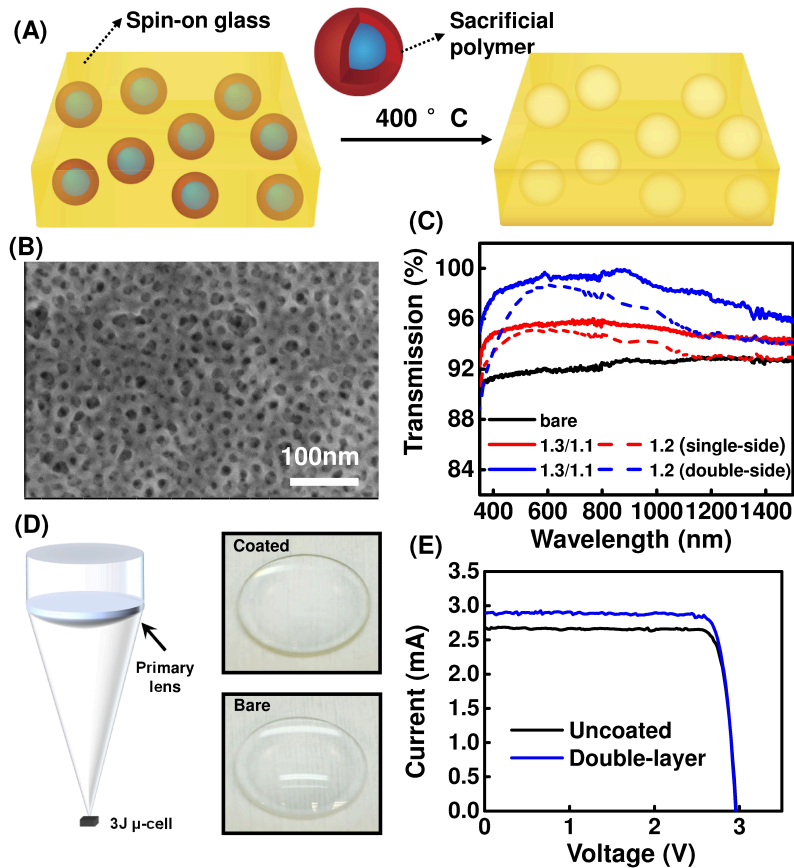 (A)
Spin-on glass
Sacrificial
polymer
400 ° C
(B)
100nm
(C)
Transmission (%)
100
96
92
88
84
bare
1.3/1.1
1.2 (single-side)
1.3/1.1
1.2 (double-side)
400 600 800 1000 1200 1400
Wavelength (nm)
(D)
Primary
lens
3J μ-cell
Coated
Bare
(E)
Current (mA)
3.5
3.0
2.5
2.0
1.5
1.0
0.5
0.0
Uncoated
Double-layer
0 1 2 3
Voltage (V)